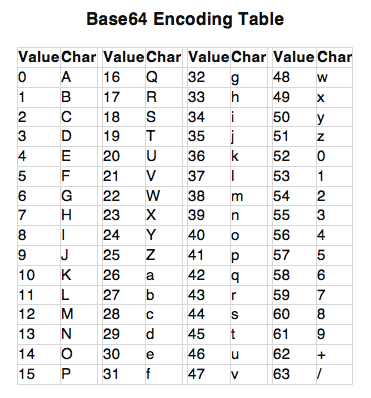 Base64 Encoding Table
Value Char Value Char Value Char Value Char
0 A 16 Q 32 g 48 w
1 B 17 R 33 h 49 x
2 C 18 S 34 i 50 y
3 D 19 T 35 j 51 z
4 E 20 U 36 k 52 0
5 F 21 V 37 l 53 1
6 G 22 W 38 m 54 2
7 H 23 X 39 n 55 3
8 I 24 Y 40 o 56 4
9 J 25 Z 41 p 57 5
10 K 26 a 42 q 58 6
11 L 27 b 43 r 59 7
12 M 28 c 44 s 60 8
13 N 29 d 45 t 61 9
14 O 30 e 46 u 62 +
15 P 31 f 47 v 63 /